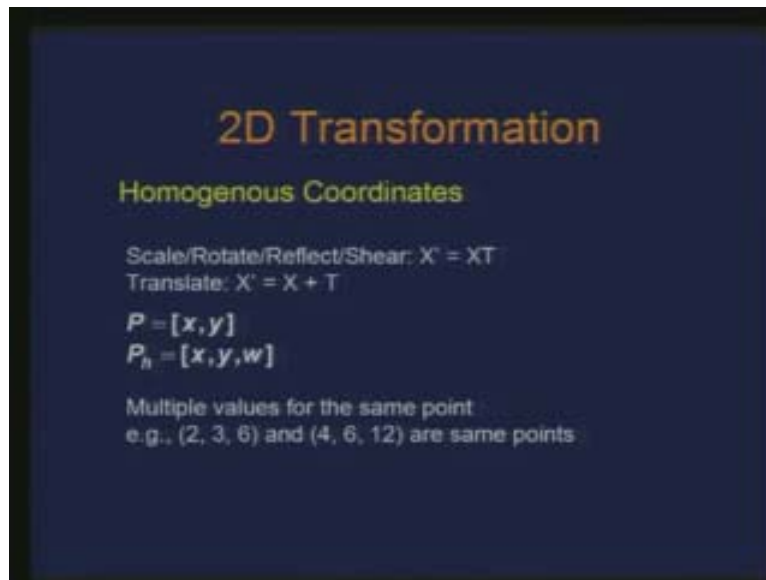 2D Transformation
Homogenous Coordinates
Scale/Rotate/Reflect/Shear: X' = XT
Translate: X' = X + T
P = [x,y]
Pₕ = [x,y,w]
Multiple values for the same point
e.g., (2, 3, 6) and (4, 6, 12) are same points